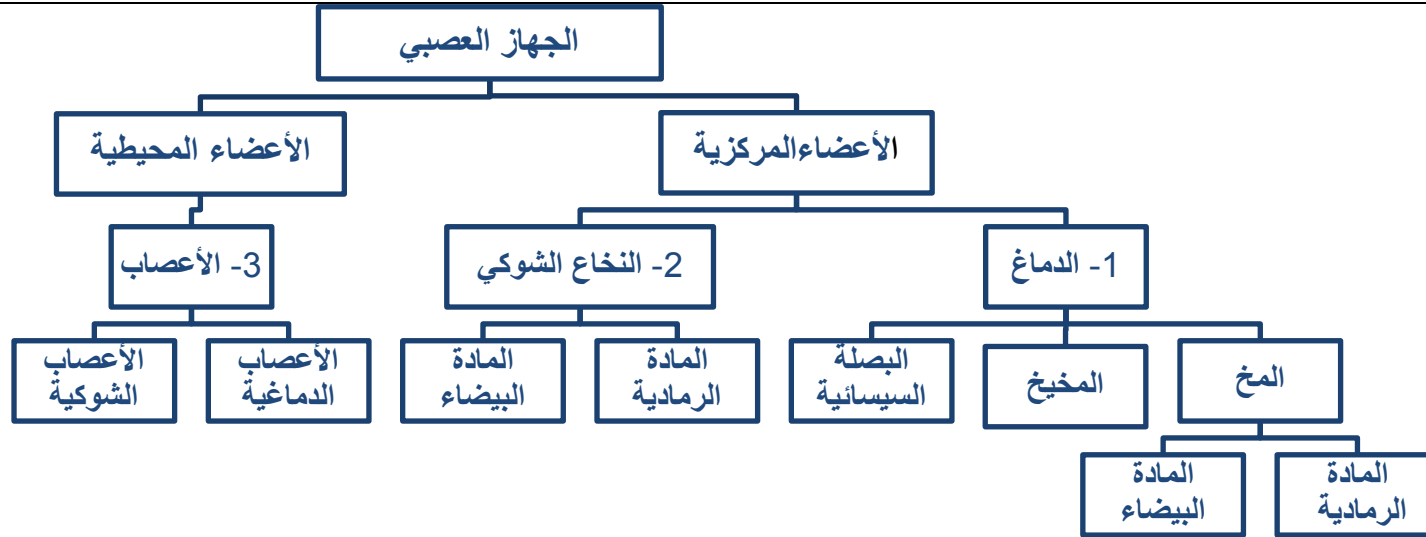 الجهاز العصبي
الأعضاءالمركزية
الأعضاء المحيطية
1- الدماغ
2- النخاع الشوكي
3- الأعصاب
المخ
المخيخ
البصلة
السيسائية
المادة
الرمادية
المادة
البيضاء
الأعصاب
الدماغية
الأعصاب
الشوكية
المادة
الرمادية
المادة
البيضاء